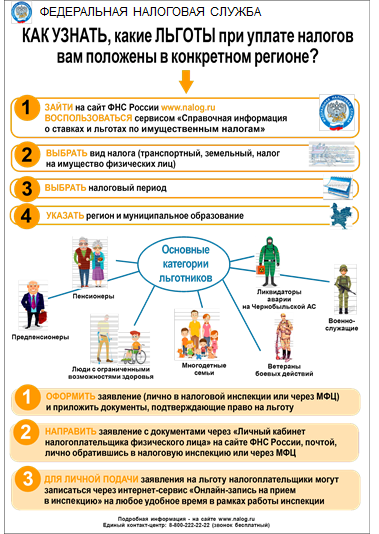 ФЕДЕРАЛЬНАЯ НАЛОГОВАЯ СЛУЖБА
КАК УЗНАТЬ, какие ЛЬГОТЫ при уплате налогов
вам положены в конкретном регионе?
1 ЗАЙТИ на сайт ФНС России www.nalog.ru
ВОСПОЛЬЗОВАТЬСЯ сервисом «Справочная информация
о ставках и льготах по имущественным налогам»
2 ВЫБРАТЬ вид налога (транспортный, земельный, налог
на имущество физических лиц)
3 ВЫБРАТЬ налоговый период
4 УКАЗАТЬ регион и муниципальное образование
Основные
категории
льготников
Пенсионеры
Ликвидаторы
аварии
на Чернобыльской АС
Военно-
служащие
Предпенсионеры
Люди с ограниченными
возможностями здоровья
Многодетные
семьи
Ветераны
боевых действий
1 ОФОРМИТЬ заявление (лично в налоговой инспекции или через МФЦ)
и приложить документы, подтверждающие право на льготу
2 НАПРАВИТЬ заявление с документами через «Личный кабинет
налогоплательщика физического лица» на сайте ФНС России, почтой,
лично обратившись в налоговую инспекцию или через МФЦ
3 ДЛЯ ЛИЧНОЙ ПОДАЧИ заявления на льготу налогоплательщики могут
записаться через интернет-сервис «Онлайн-запись на прием
в инспекцию» на любое удобное время в рамках работы инспекции
Подробная информация - на сайте www.nalog.ru
Единый контакт-центр: 8-800-222-22-22 (звонок бесплатный)